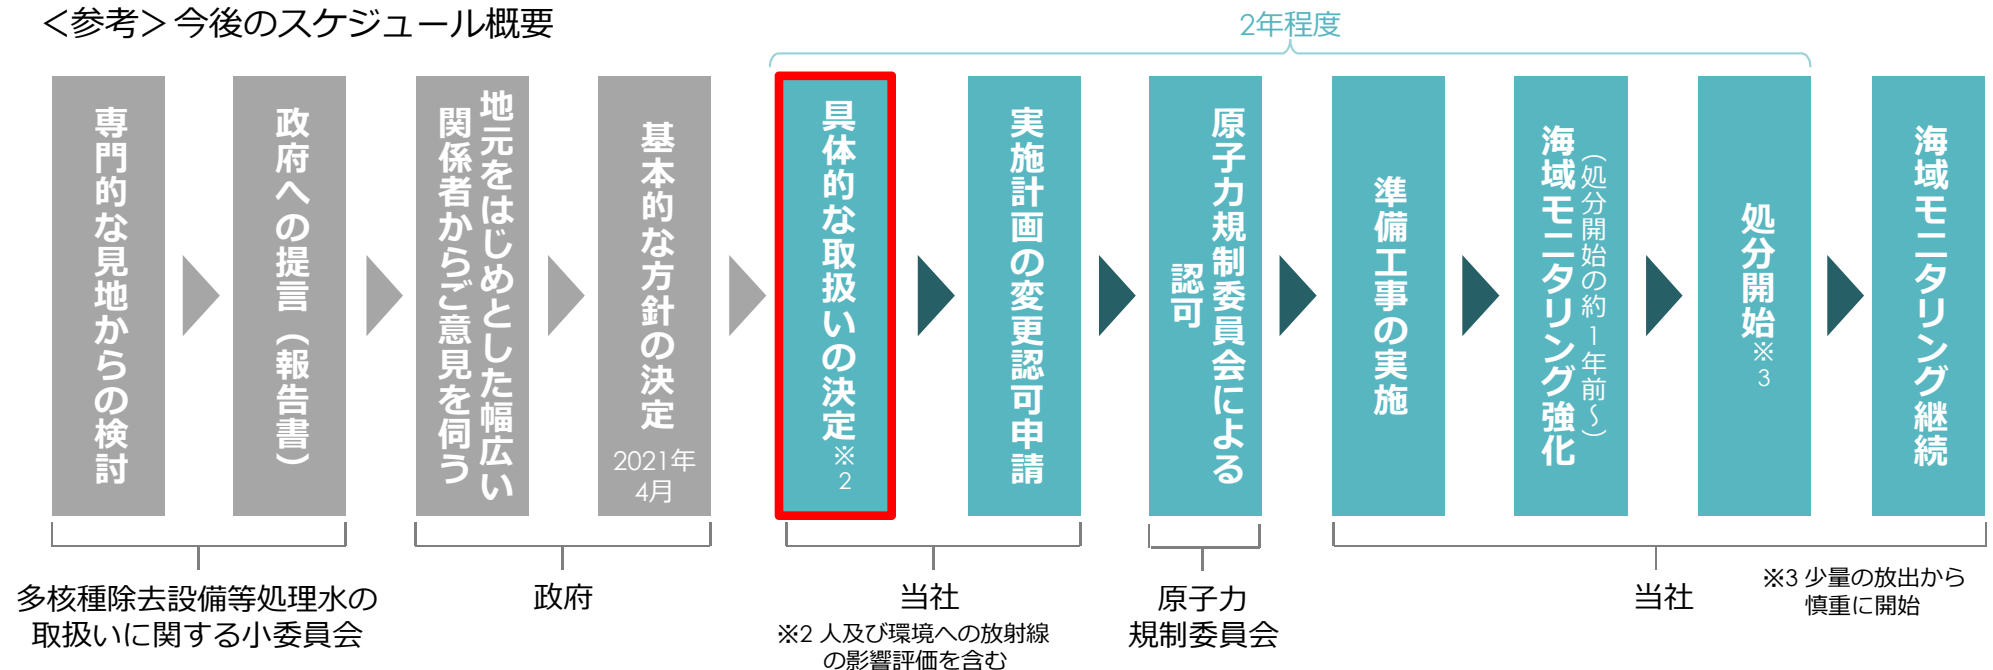 ＜参考＞今後のスケジュール概要
2年程度
専門的な見地からの検討
政府への提言（報告書）
地元をはじめとした幅広い
関係者からご意見を伺う
基本的な方針の決定
2021年
4月
具体的な取扱いの決定※2
実施計画の変更認可申請
原子力規制委員会による
認可
準備工事の実施
（処分開始の約1年前～）
海域モニタリング強化
処分開始※3
海域モニタリング継続
多核種除去設備等処理水の
取扱いに関する小委員会
政府
当社
※2 人及び環境への放射線
の影響評価を含む
原子力
規制委員会
当社
※3 少量の放出から
慎重に開始